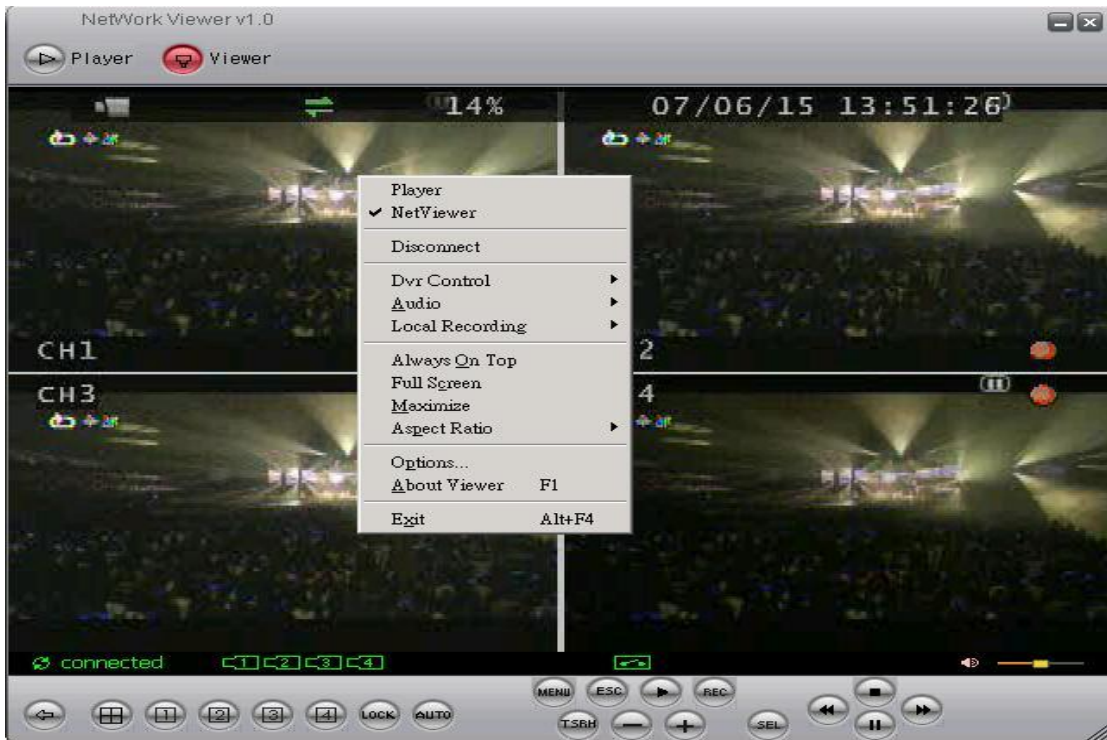 NetWork Viewer v1.0
Player Viewer
14% 07/06/15 13:51:26
CH1
2
CH3
4
Player
NetViewer
Disconnect
Dvr Control
Audio
Local Recording
Always On Top
Full Screen
Maximize
Aspect Ratio
Options...
About Viewer F1
Exit Alt+F4
connected 1 2 3 4
MENU ESC REC
1 2 3 4 LOCK AUTO
TSRH SEL